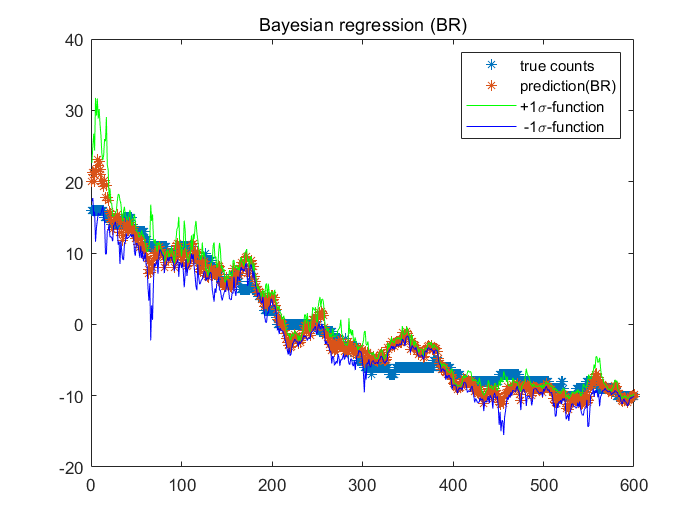 Bayesian regression (BR)
40
30
20
10
0
-10
-20
0 100 200 300 400 500 600
true counts
prediction(BR)
+1σ-function
-1σ-function